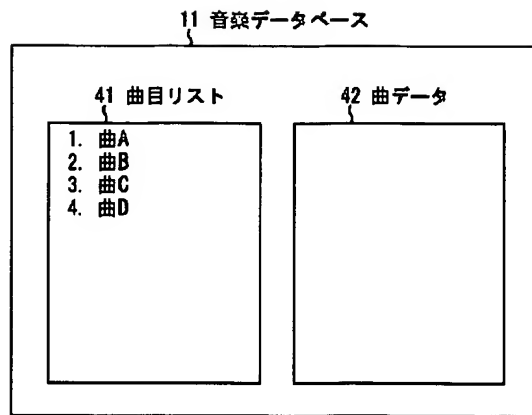 11 音楽データベース
41 曲目リスト
42 曲データ
1. 曲A
2. 曲B
3. 曲C
4. 曲D